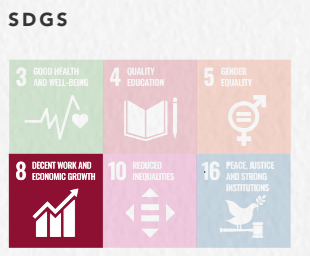 SDGS
3 GOOD HEALTH
AND WELL-BEING
4 QUALITY
EDUCATION
5 GENDER
EQUALITY
8 DECENT WORK AND
ECONOMIC GROWTH
10 REDUCED
INEQUALITIES
16 PEACE, JUSTICE
AND STRONG
INSTITUTIONS